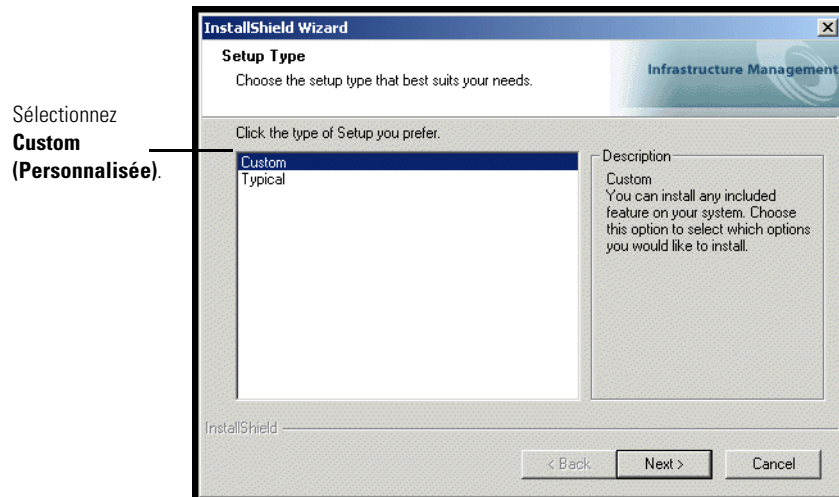 InstallShield Wizard
Setup Type
Choose the setup type that best suits your needs.
Infrastructure Management
Sélectionnez
Custom
(Personnalisée).
Click the type of Setup you prefer.
Custom
Typical
Description
Custom
You can install any included
feature on your system. Choose
this option to select which options
you would like to install.
InstallShield
< Back
Next >
Cancel